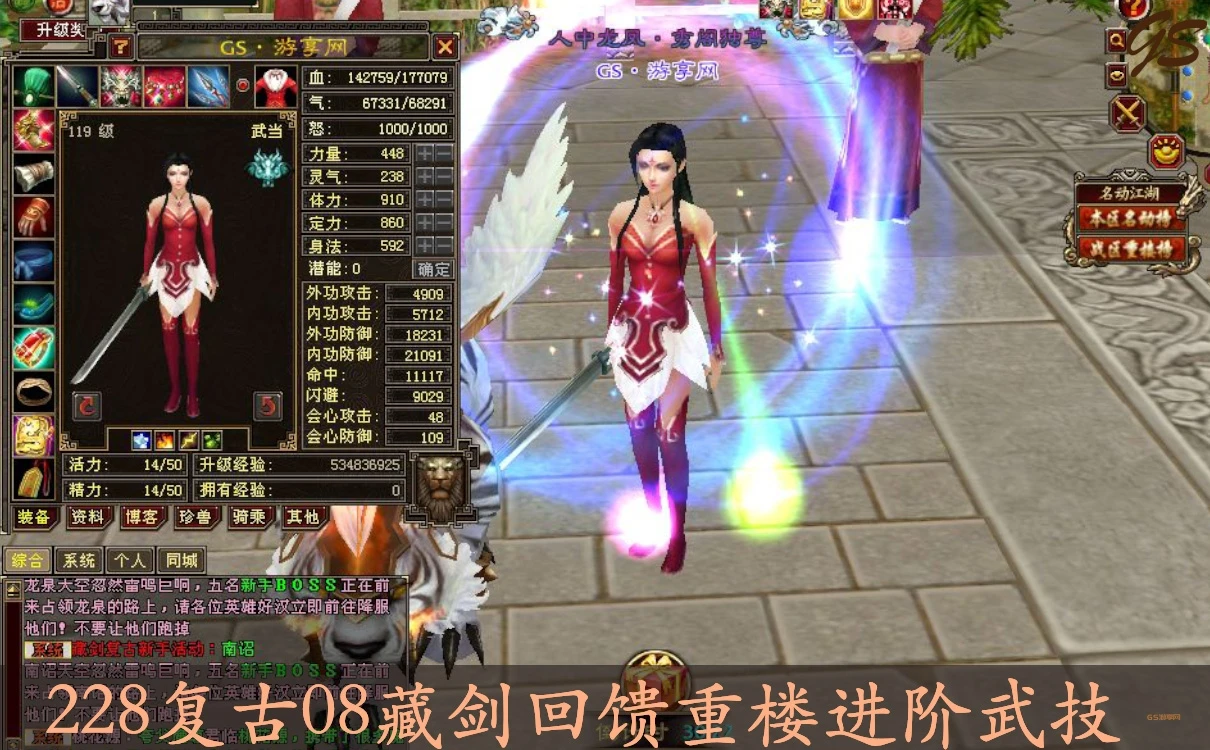 升级类
GS·游享网
人中龙凤·秀阁独尊
GS·游享网
GS
血: 142759/177079
气: 67331/68291
怒: 1000/1000
119 级
武当
力量: 448
灵气: 238
体力: 910
定力: 860
身法: 592
潜能:0
确定
外功攻击: 4909
内功攻击: 5712
外功防御: 18231
内功防御: 21091
命中: 11117
闪避: 9029
会心攻击: 48
会心防御: 109
活力: 14/50 升级经验: 534836925
精力: 14/50 拥有经验: 0
装备 资料 博客 珍兽 骑乘 其他
名动江湖
本区名动榜
战区重楼榜
综合 系统 个人 同城
龙泉大空忽然雷鸣巨响，五名新手BOSS正在前
来占领龙泉的路上，请各位英雄好汉立即前往降服
他们！不要让他们跑掉
系统 藏剑复古新手活动：南诏
南诏天空忽然雷鸣巨响，五名新手BOSS正在前
228复古08藏剑回馈重楼进阶武技
GS游享网